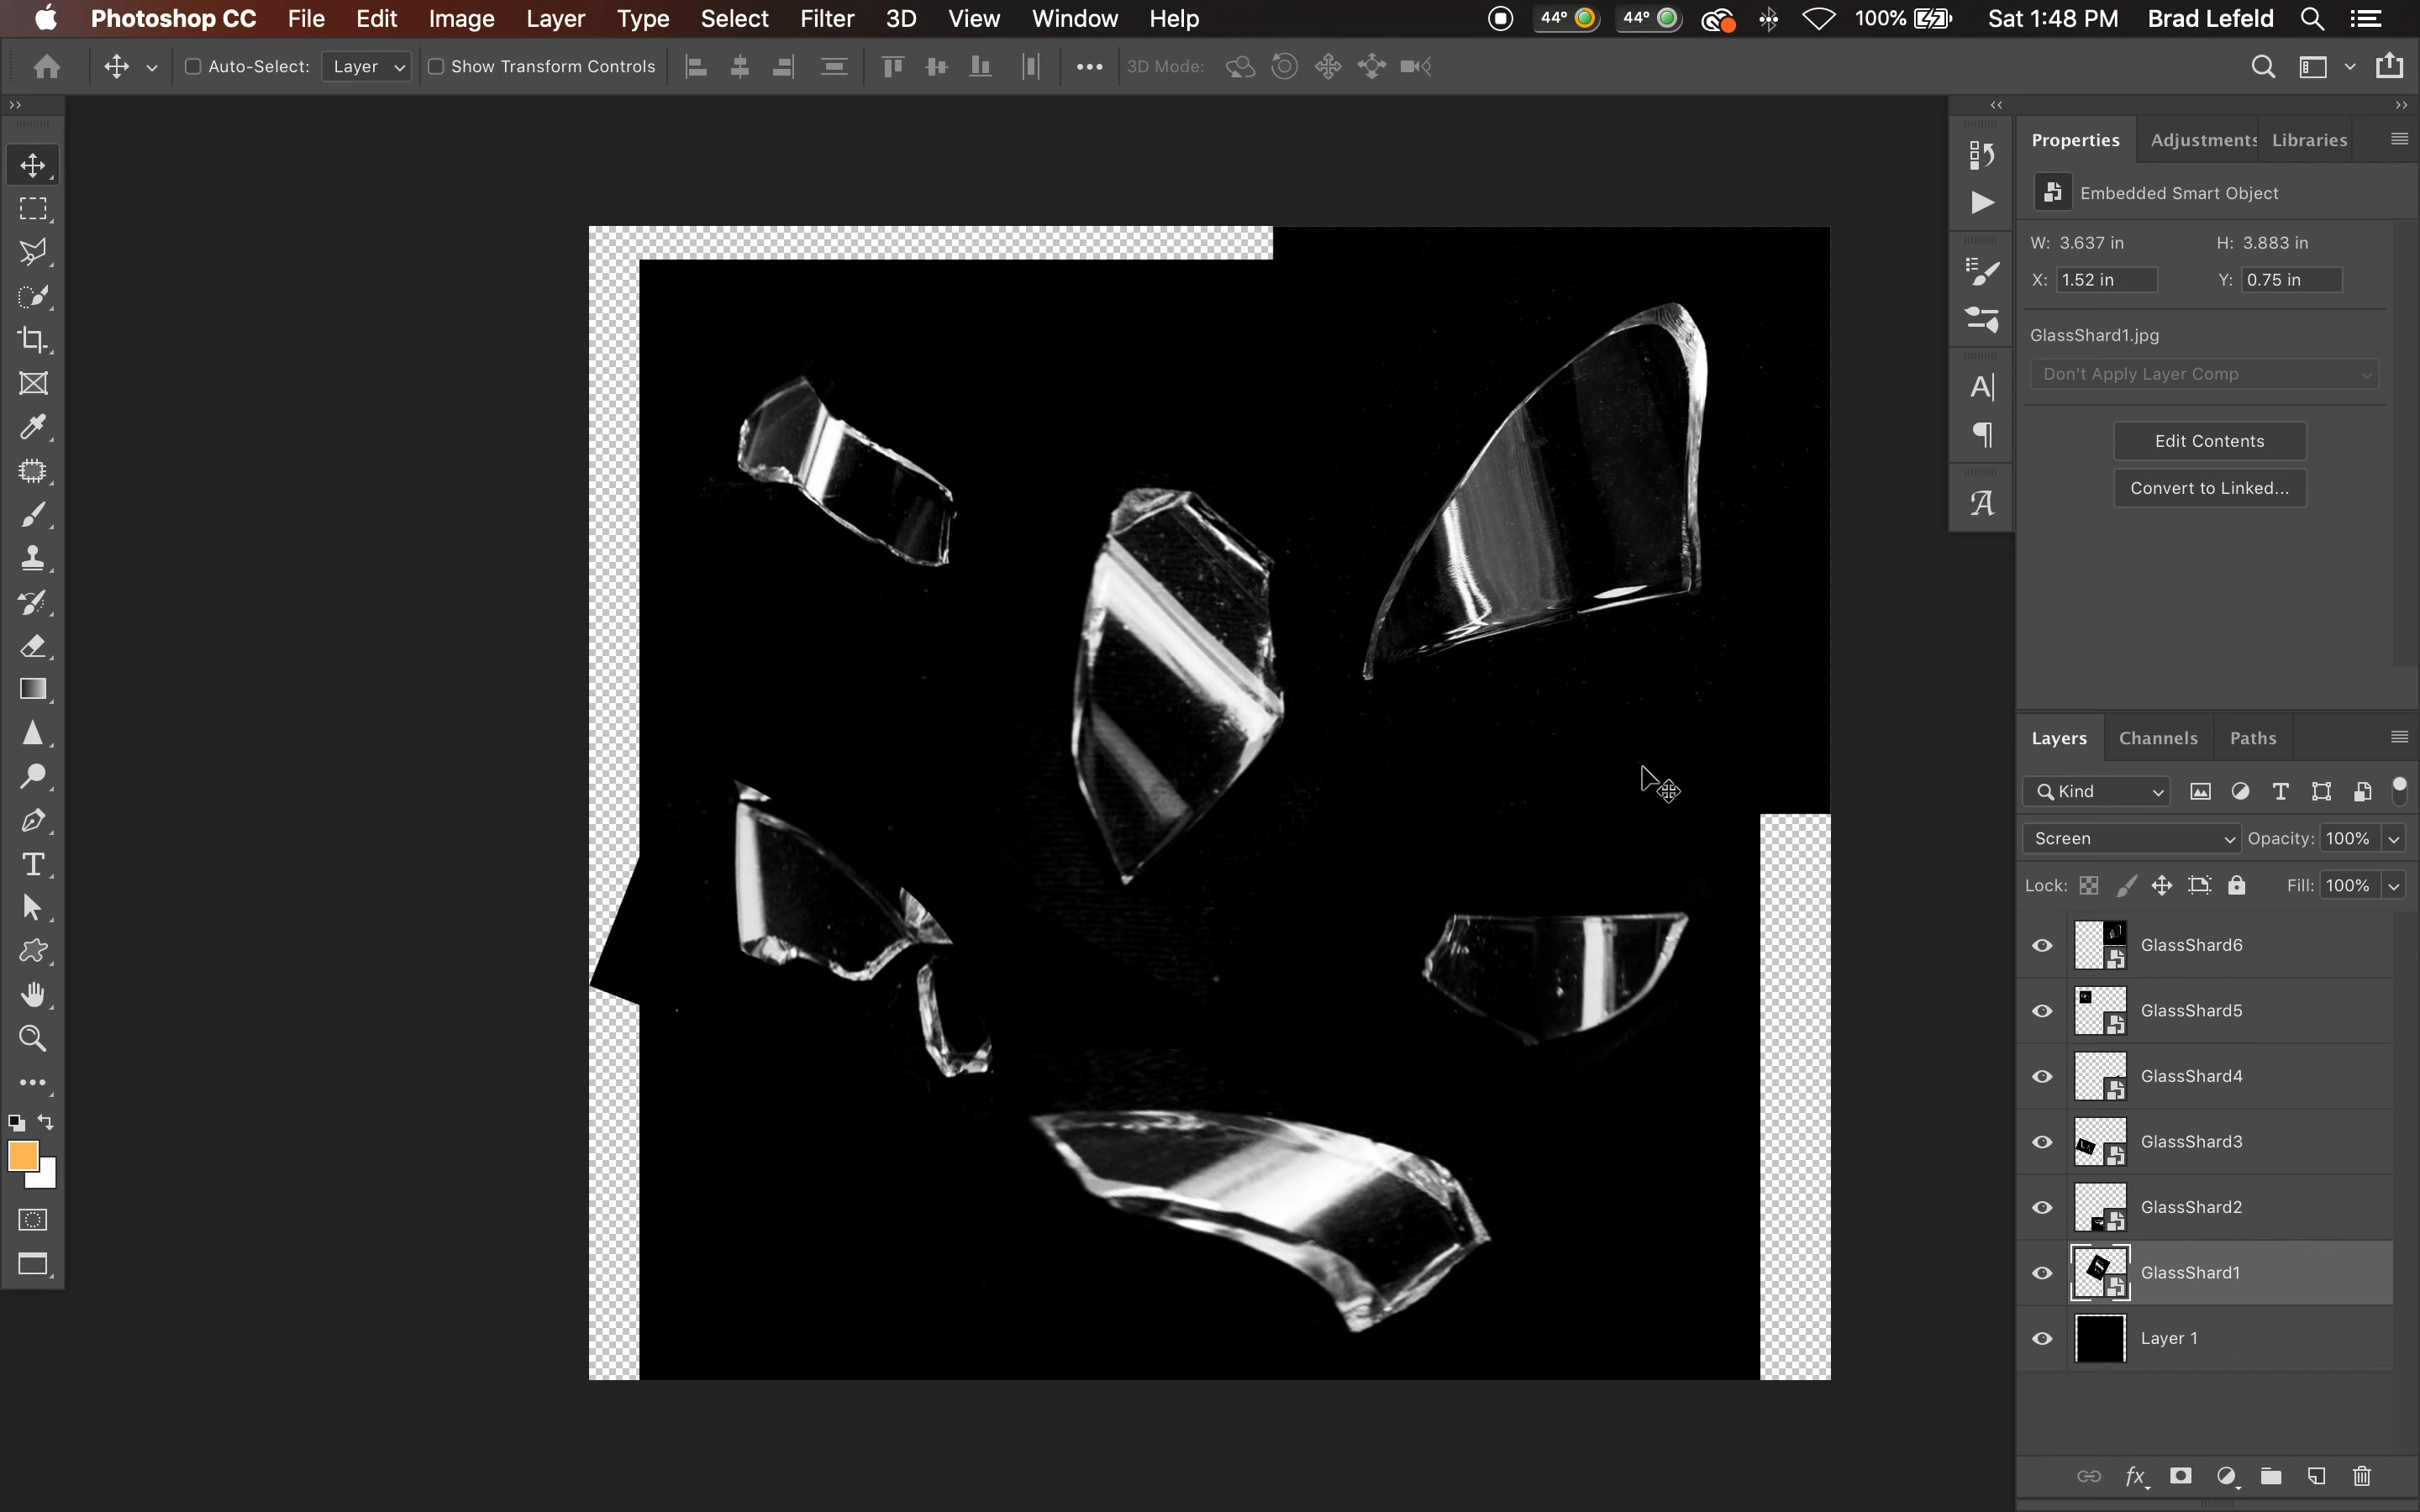 Photoshop CC File Edit Image Layer Type Select Filter 3D View Window Help 44° 44° 100% Sat 1:48 PM Brad Lefeld
Auto-Select: Layer Show Transform Controls 3D Mode:
Properties Adjustments Libraries
Embedded Smart Object
W: 3.637 in H: 3.883 in
X: 1.52 in Y: 0.75 in
GlassShard1.jpg
Don't Apply Layer Comp
Edit Contents
Convert to Linked...
Layers Channels Paths
Kind
Screen Opacity: 100%
Lock: Fill: 100%
GlassShard6
GlassShard5
GlassShard4
GlassShard3
GlassShard2
GlassShard1
Layer 1
fx